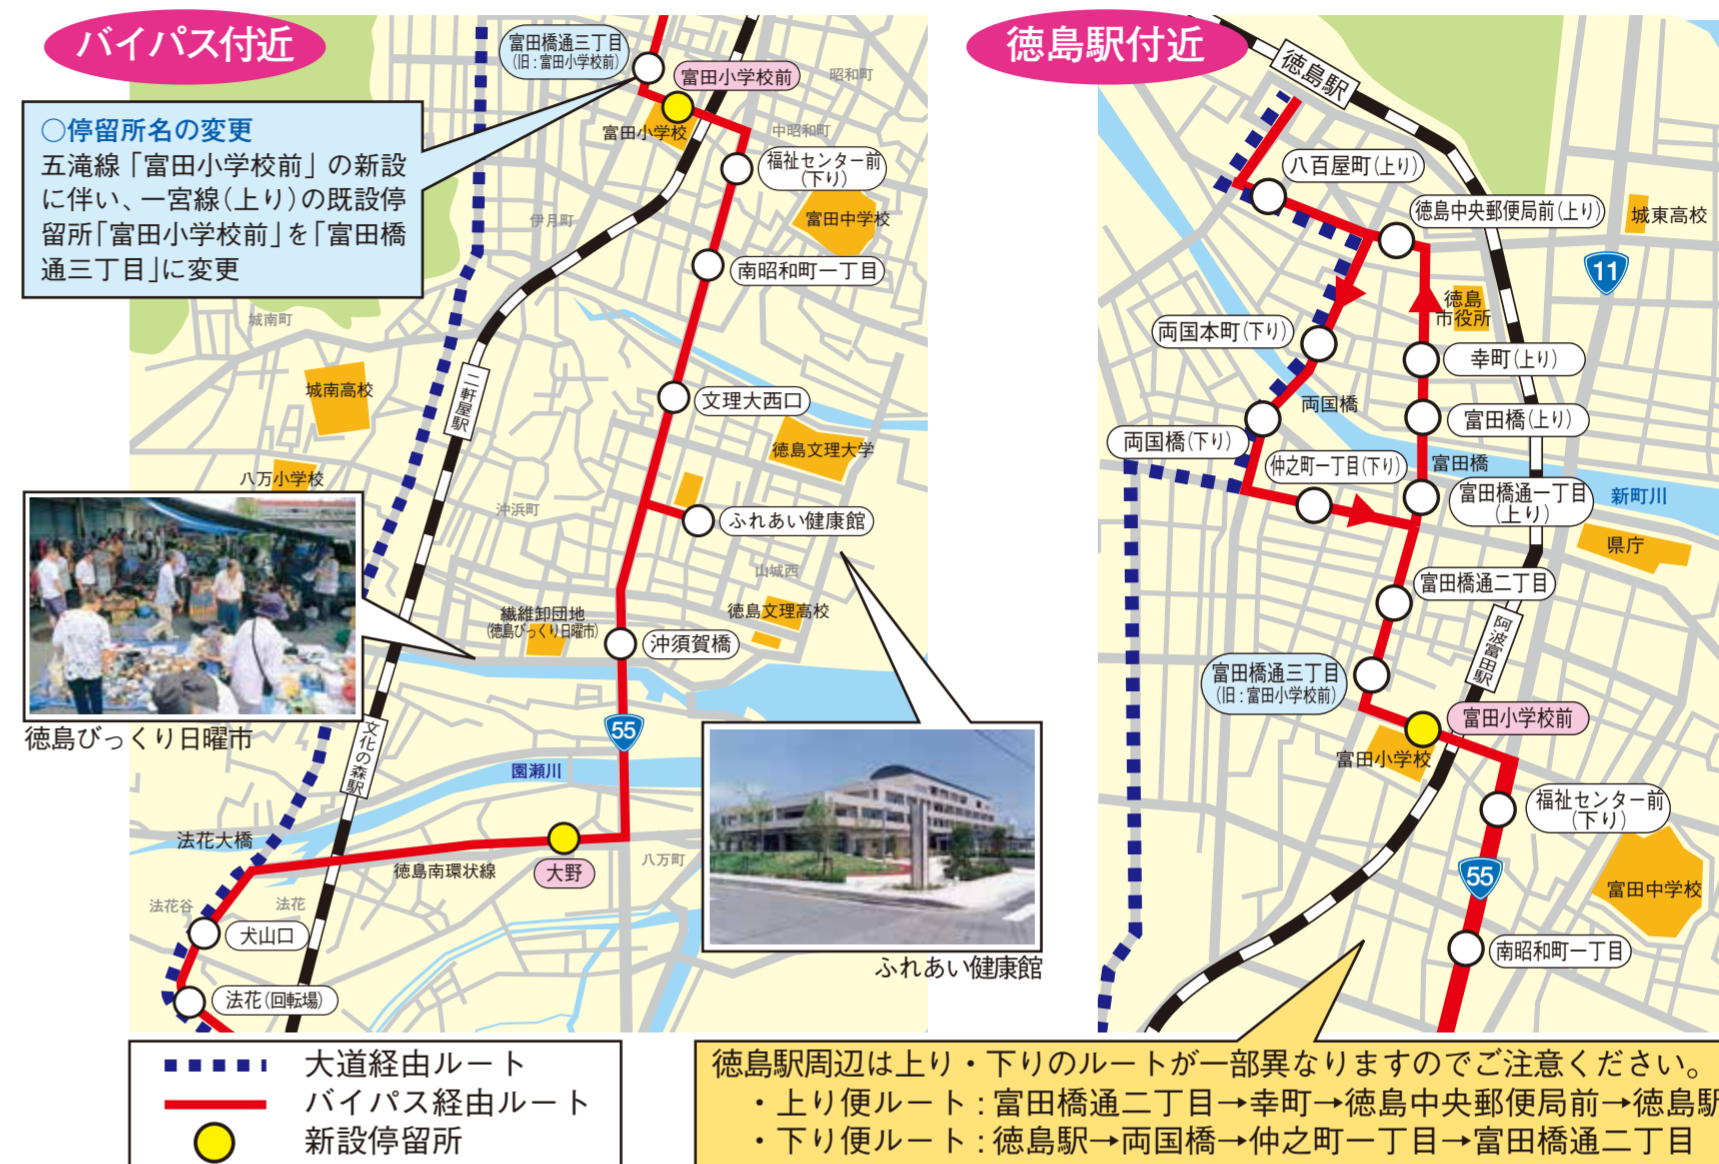 バイパス付近
富田橋通三丁目
(旧：富田小学校前)
富田小学校前
昭和町
富田小学校
中昭和町
○停留所名の変更
五滝線「富田小学校前」の新設
に伴い、一宮線(上り)の既設停
留所「富田小学校前」を「富田橋
通三丁目」に変更
福祉センター前
(下り)
富田中学校
伊月町
南昭和町一丁目
城南町
二軒屋駅
城南高校
文理大西口
徳島文理大学
八万小学校
沖浜町
ふれあい健康館
山城西
繊維卸団地
(徳島びっくり日曜市)
徳島文理高校
沖須賀橋
徳島びっくり日曜市
文化の森駅
55
園瀬川
法花大橋
徳島南環状線
大野
八万町
法花谷
法花
犬山口
法花(回転場)
ふれあい健康館
大道経由ルート
バイパス経由ルート
新設停留所
徳島駅付近
徳島駅
八百屋町(上り)
徳島中央郵便局前(上り)
城東高校
11
徳島
市役所
両国本町(下り)
幸町(上り)
両国橋
富田橋(上り)
両国橋(下り)
仲之町一丁目(下り)
富田橋
富田橋通一丁目
(上り)
新町川
県庁
富田橋通二丁目
阿波富田駅
富田橋通三丁目
(旧：富田小学校前)
富田小学校前
富田小学校
福祉センター前
(下り)
55
富田中学校
南昭和町一丁目
徳島駅周辺は上り・下りのルートが一部異なりますのでご注意ください。
・上り便ルート：富田橋通二丁目→幸町→徳島中央郵便局前→徳島駅
・下り便ルート：徳島駅→両国橋→仲之町一丁目→富田橋通二丁目